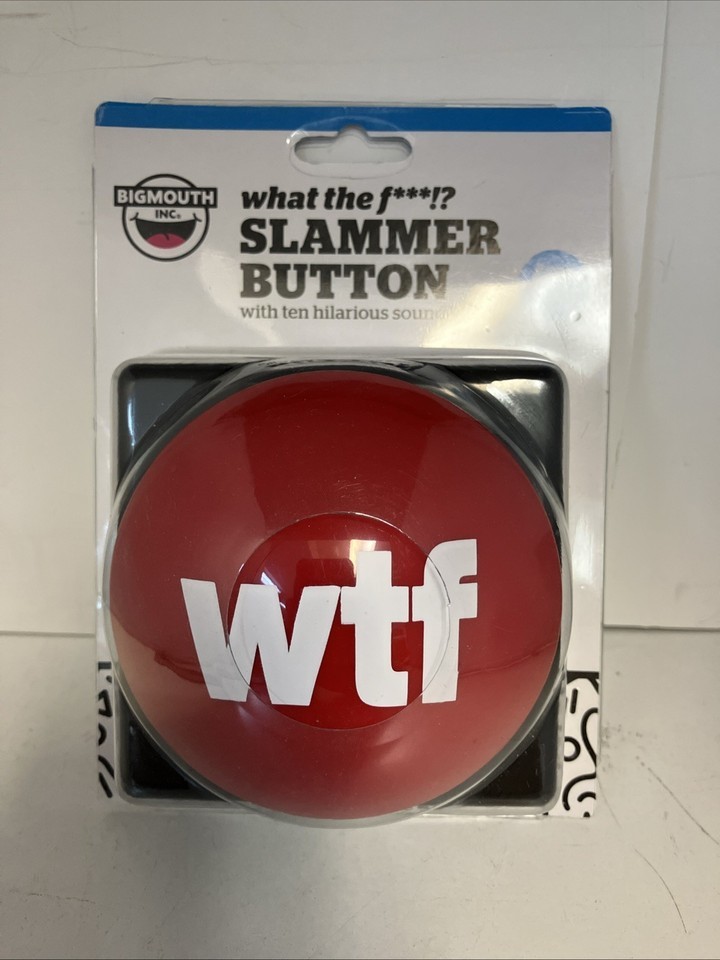 BIGMOUTH
INC.
what the f***!?
SLAMMER
BUTTON
with ten hilarious
wtf